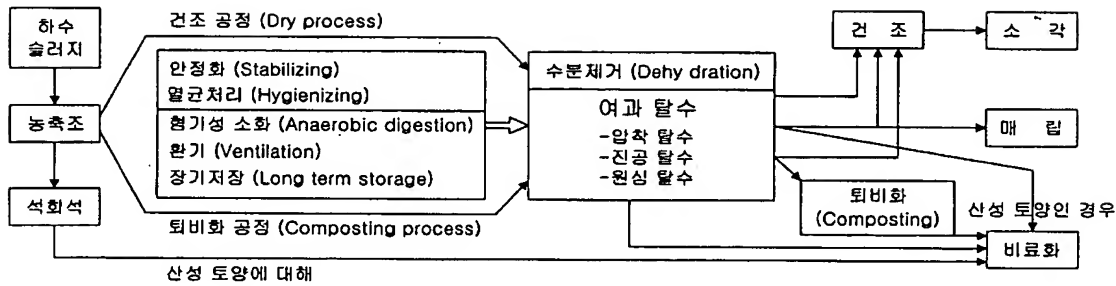 하수
슬러지
농축조
석회석
건조 공정 (Dry process)
안정화 (Stabilizing)
멸균처리 (Hygienizing)
혐기성 소화 (Anaerobic digestion)
환기 (Ventilation)
장기저장 (Long term storage)
퇴비화 공정 (Composting process)
산성 토양에 대해
수분제거 (Dehy dration)
여과 탈수
-압착 탈수
-진공 탈수
-원심 탈수
건 조
소 각
매 립
퇴비화
(Composting)
산성 토양인 경우
비료화